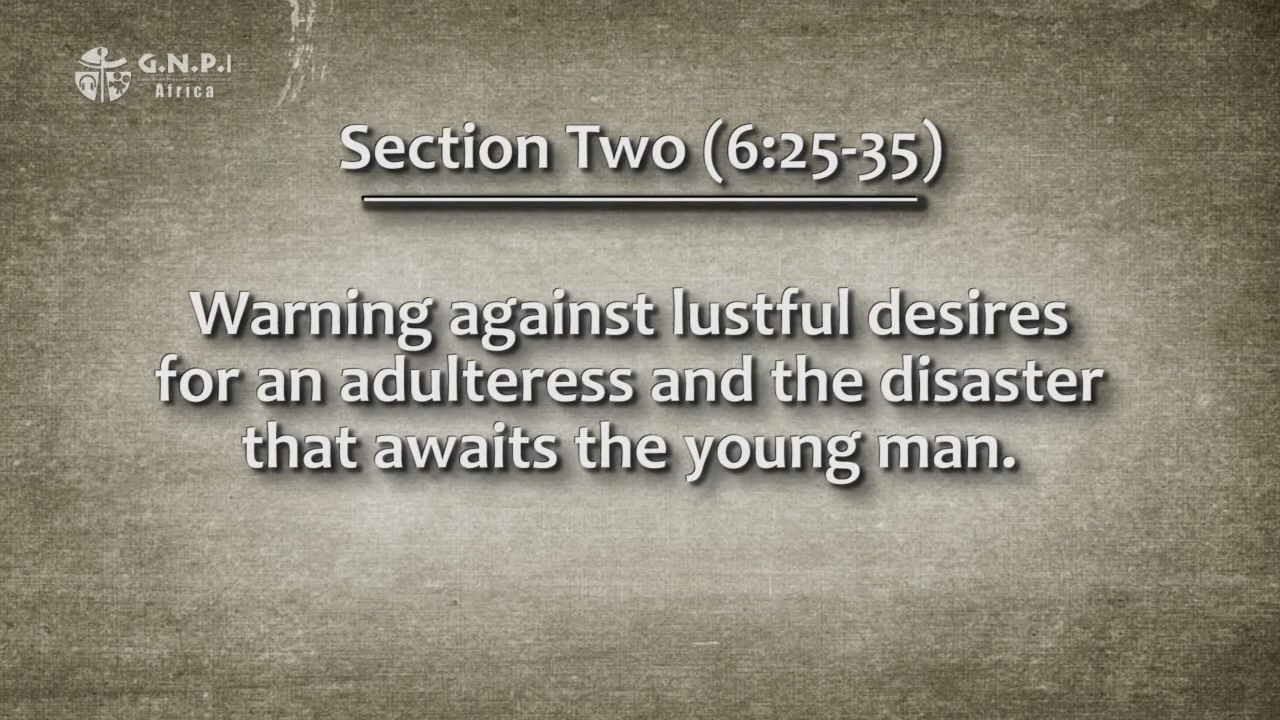 G.N.P.I
Africa
Section Two (6:25-35)
Warning against lustful desires
for an adulteress and the disaster
that awaits the young man.